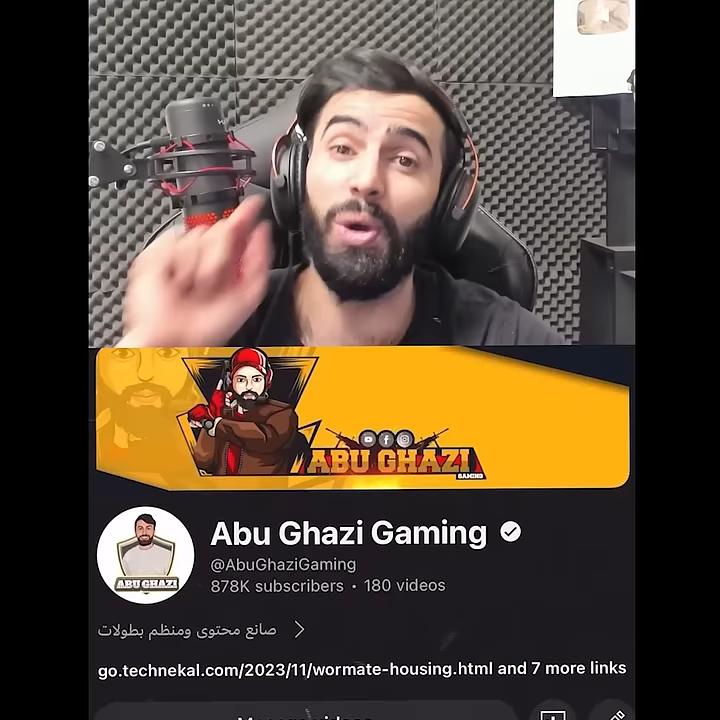 ABU GHAZI
GAMING
ABU GHAZI
Abu Ghazi Gaming
@AbuGhaziGaming
878K subscribers • 180 videos
صانع محتوى ومنظم بطولات
go.technekal.com/2023/11/wormate-housing.html and 7 more links